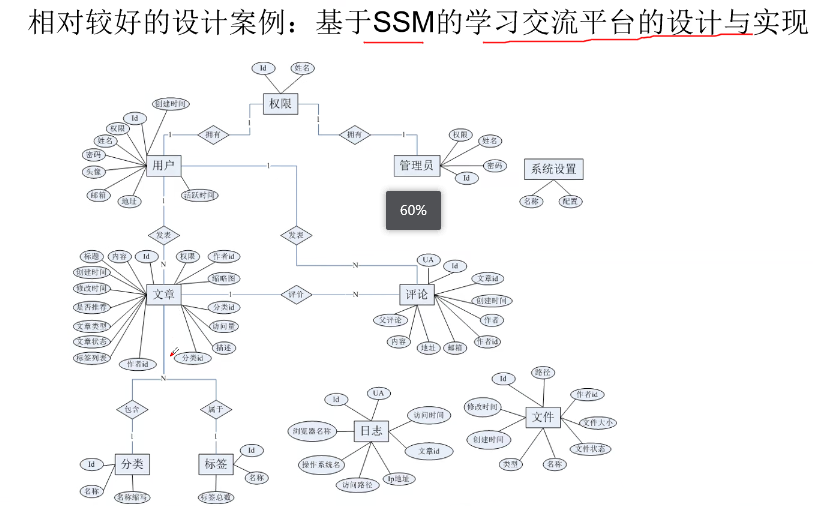 相对较好的设计案例：基于SSM的学习交流平台的设计与实现
Id
姓名
权限
创建时间
Id
权限
姓名
密码
头像
邮箱
地址
活跃时间
用户
1
拥有
1
1
拥有
1
管理员
权限
姓名
密码
Id
系统设置
名称
配置
60%
1
发表
N
1
发表
N
标题
内容
Id
权限
作者id
创建时间
缩略图
修改时间
文章
分类id
是否推荐
访问量
文章类型
描述
文章状态
分类id
标签列表
作者id
1
评价
N
评论
UA
Id
文章id
创建时间
作者
作者id
邮箱
地址
内容
父评论
N
包含
1
属于
1
分类
Id
名称
名称缩写
标签
Id
名称
标签总数
日志
Id
UA
访问时间
浏览器名称
文章id
操作系统名
访问路径
Ip地址
文件
Id
路径
作者id
修改时间
文件大小
创建时间
文件状态
类型
名称